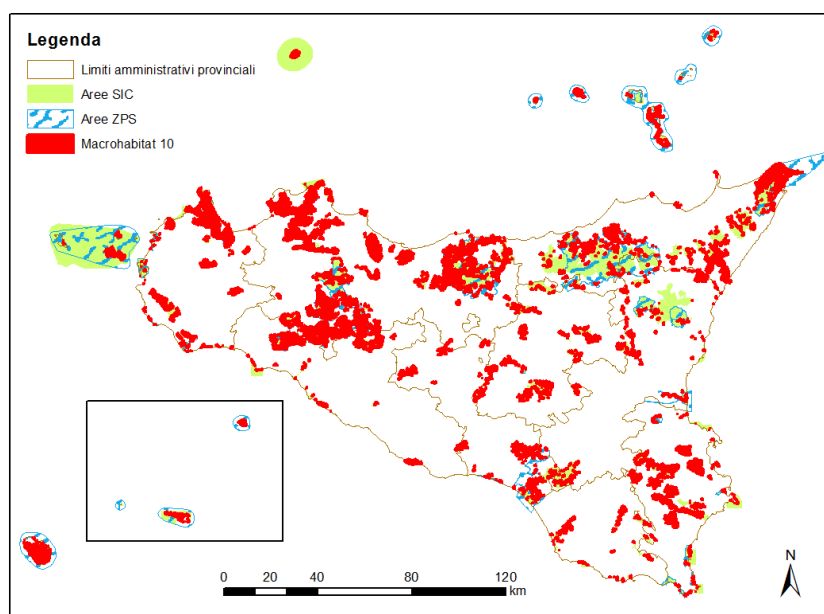 Legenda
Limiti amministrativi provinciali
Aree SIC
Aree ZPS
Macrohabitat 10
N
0 20 40 80 120
km